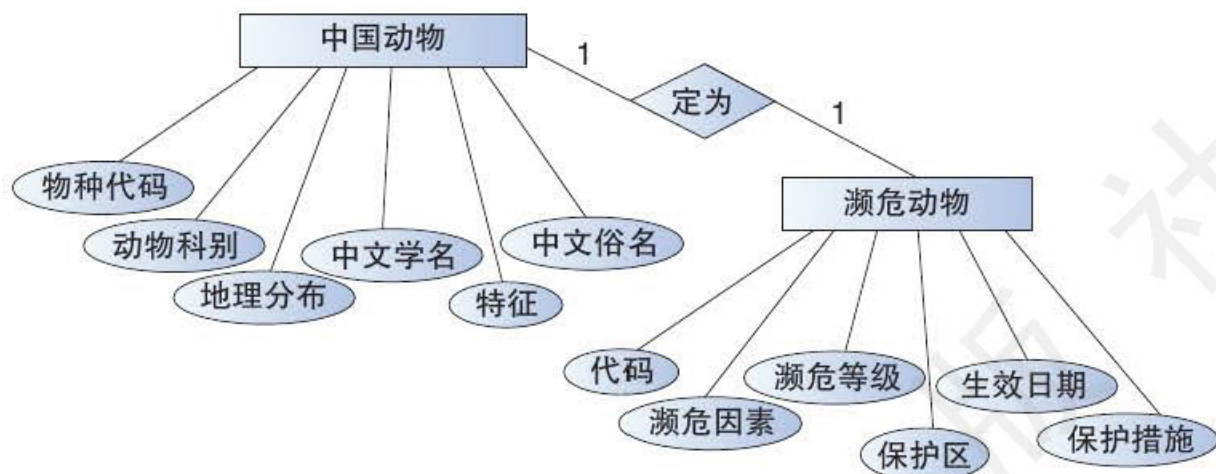 中国动物
1
定为
1
物种代码
动物科别
地理分布
中文学名
特征
中文俗名
濒危动物
代码
濒危因素
濒危等级
保护区
生效日期
保护措施
社